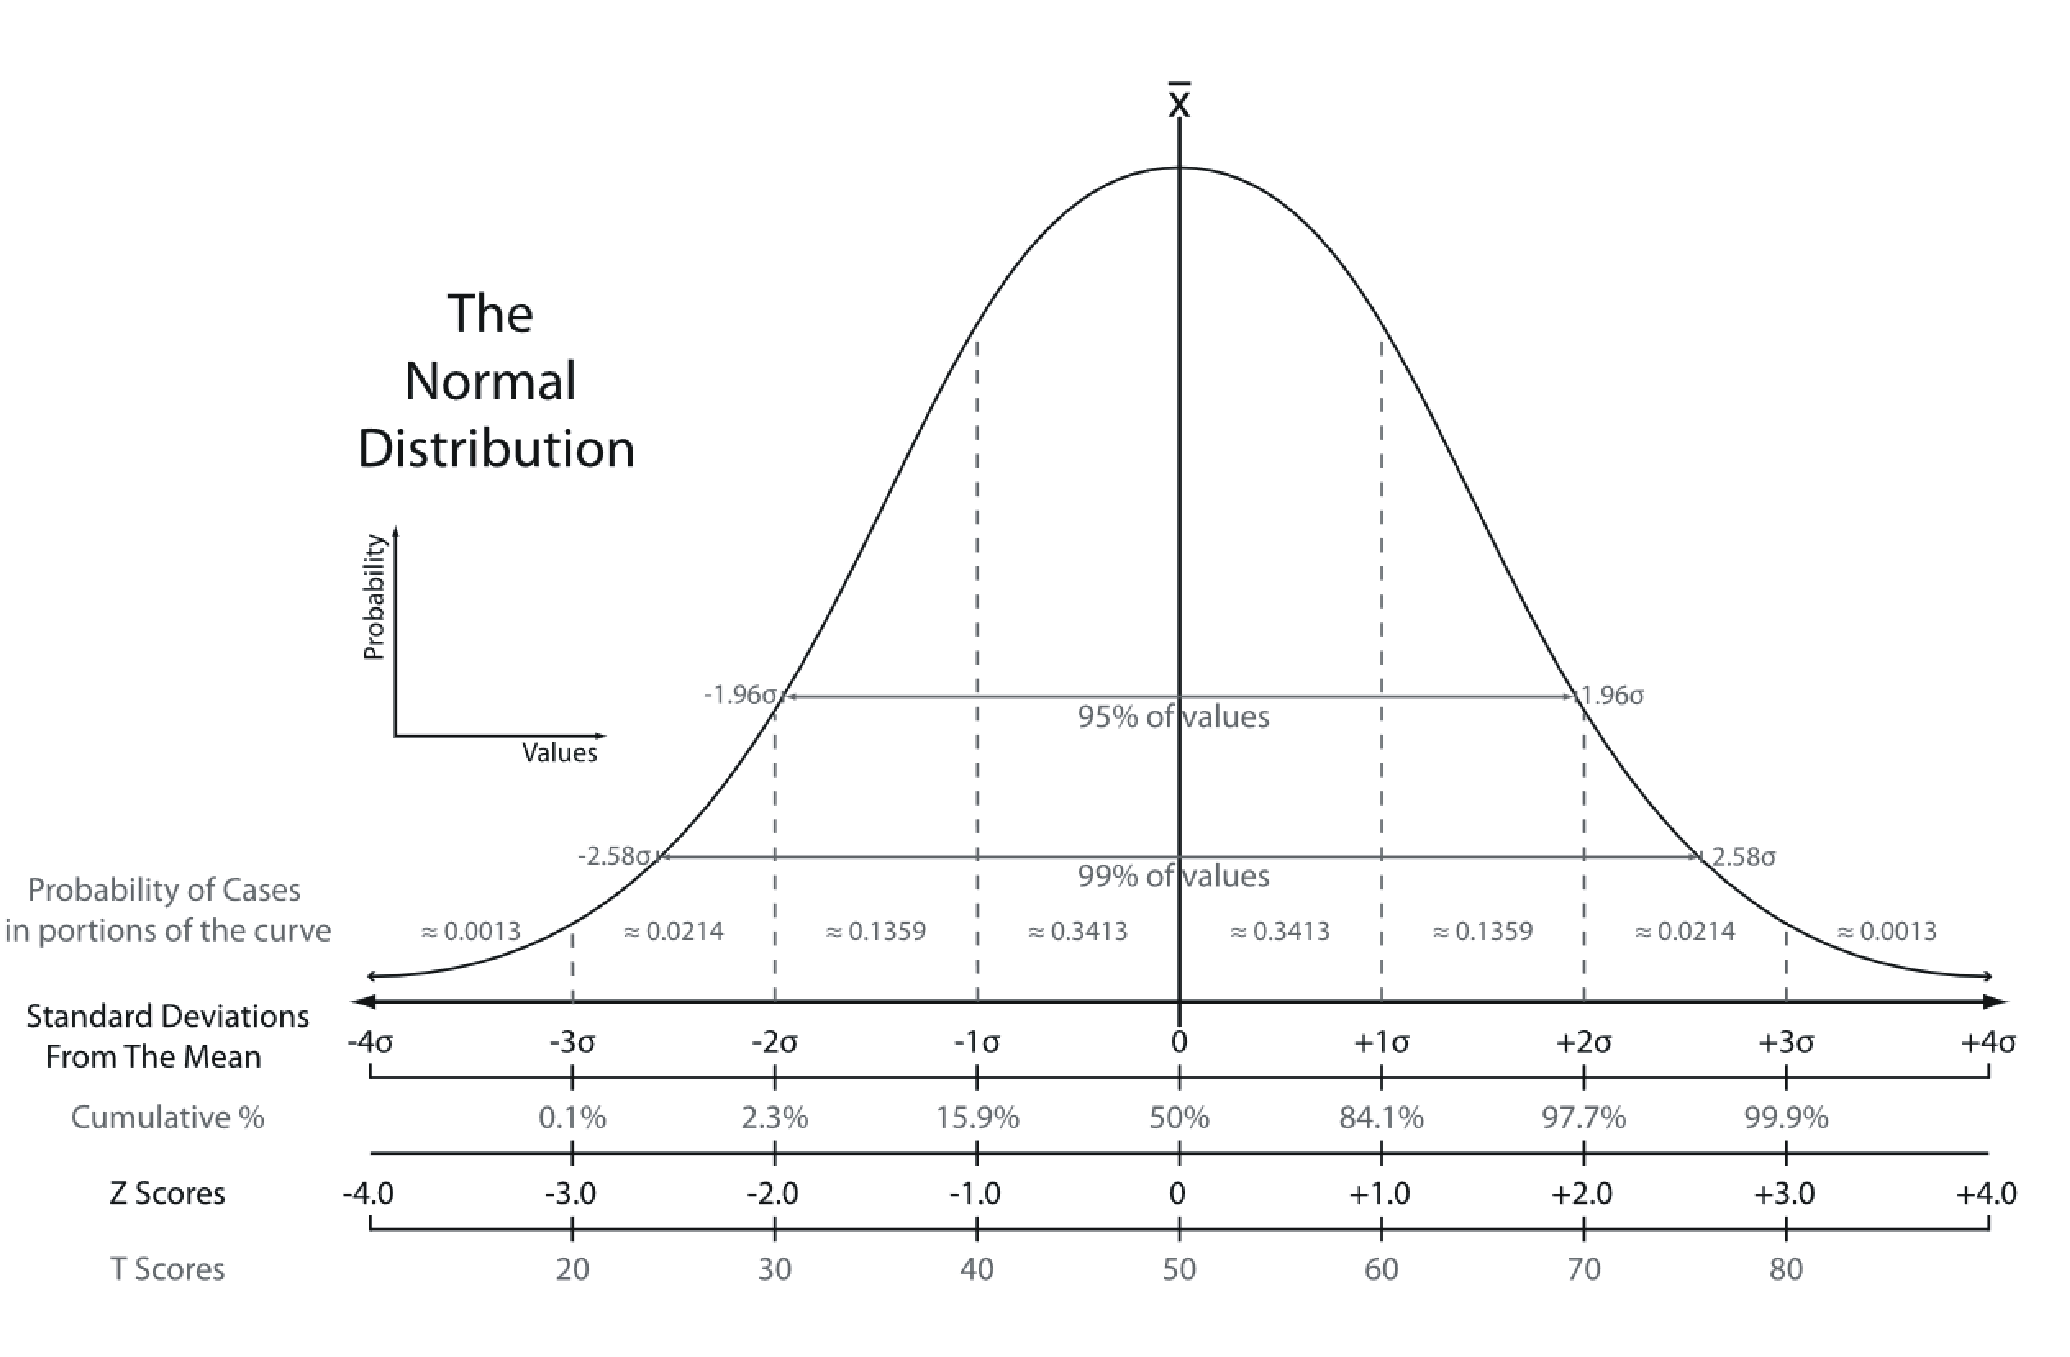 x̄
The
Normal
Distribution
Probability
Values
-1.96σ 1.96σ
95% of values
-2.58σ 2.58σ
99% of values
Probability of Cases
in portions of the curve
≈ 0.0013 ≈ 0.0214 ≈ 0.1359 ≈ 0.3413 ≈ 0.3413 ≈ 0.1359 ≈ 0.0214 ≈ 0.0013
Standard Deviations
From The Mean
-4σ -3σ -2σ -1σ 0 +1σ +2σ +3σ +4σ
Cumulative % 0.1% 2.3% 15.9% 50% 84.1% 97.7% 99.9%
Z Scores -4.0 -3.0 -2.0 -1.0 0 +1.0 +2.0 +3.0 +4.0
T Scores 20 30 40 50 60 70 80